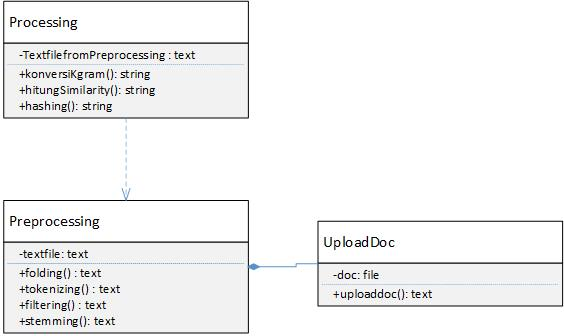 Processing
-TextfilefromPreprocessing : text
+konversiKgram(): string
+hitungSimilarity(): string
+hashing(): string
Preprocessing
-textfile: text
+folding() : text
+tokenizing() : text
+filtering() : text
+stemming(): text
UploadDoc
-doc: file
+uploaddoc(): text